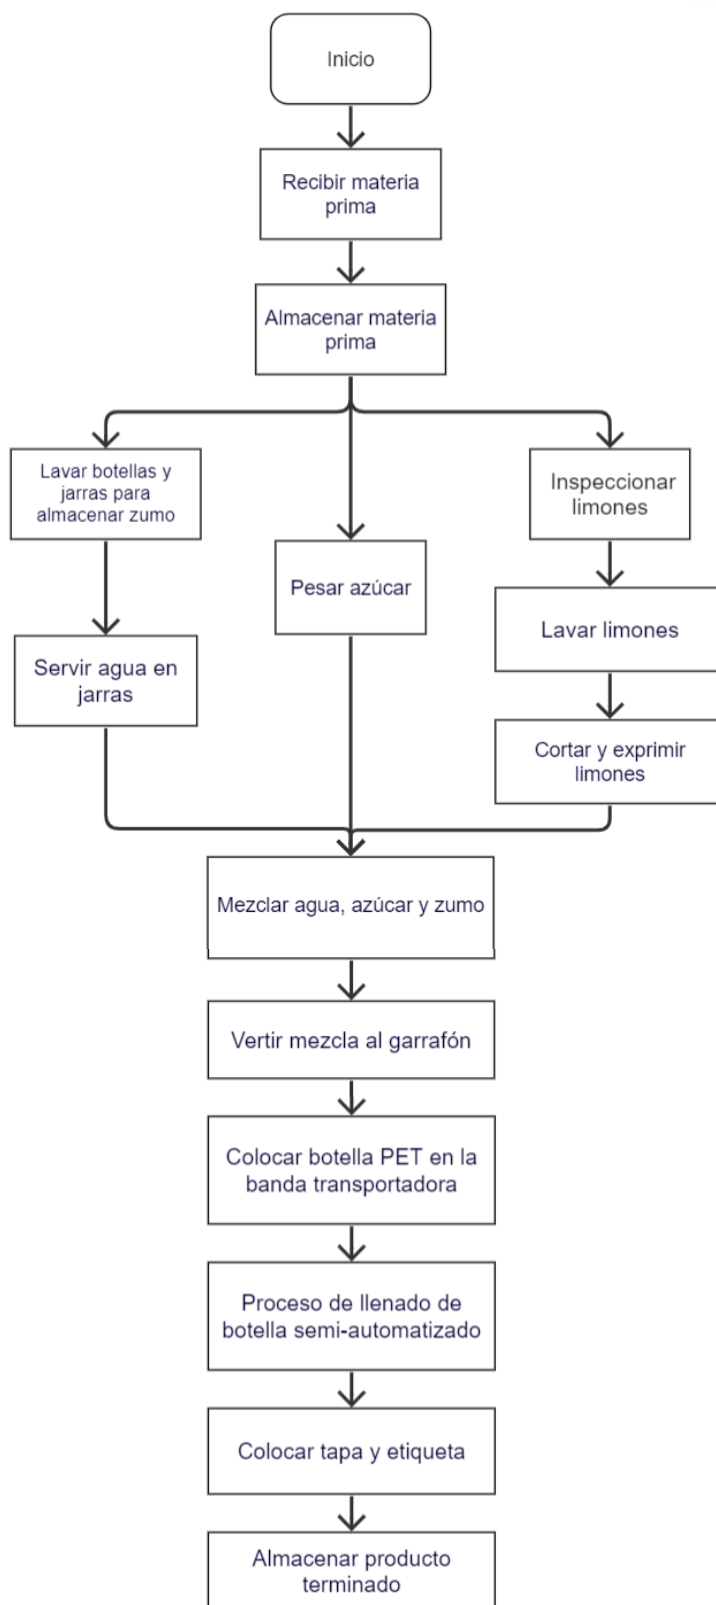 Inicio
Recibir materia
prima
Almacenar materia
prima
Lavar botellas y
jarras para
almacenar zumo
Servir agua en
jarras
Pesar azúcar
Inspeccionar
limones
Lavar limones
Cortar y exprimir
limones
Mezclar agua, azúcar y zumo
Vertir mezcla al garrafón
Colocar botella PET en la
banda transportadora
Proceso de llenado de
botella semi-automatizado
Colocar tapa y etiqueta
Almacenar producto
terminado